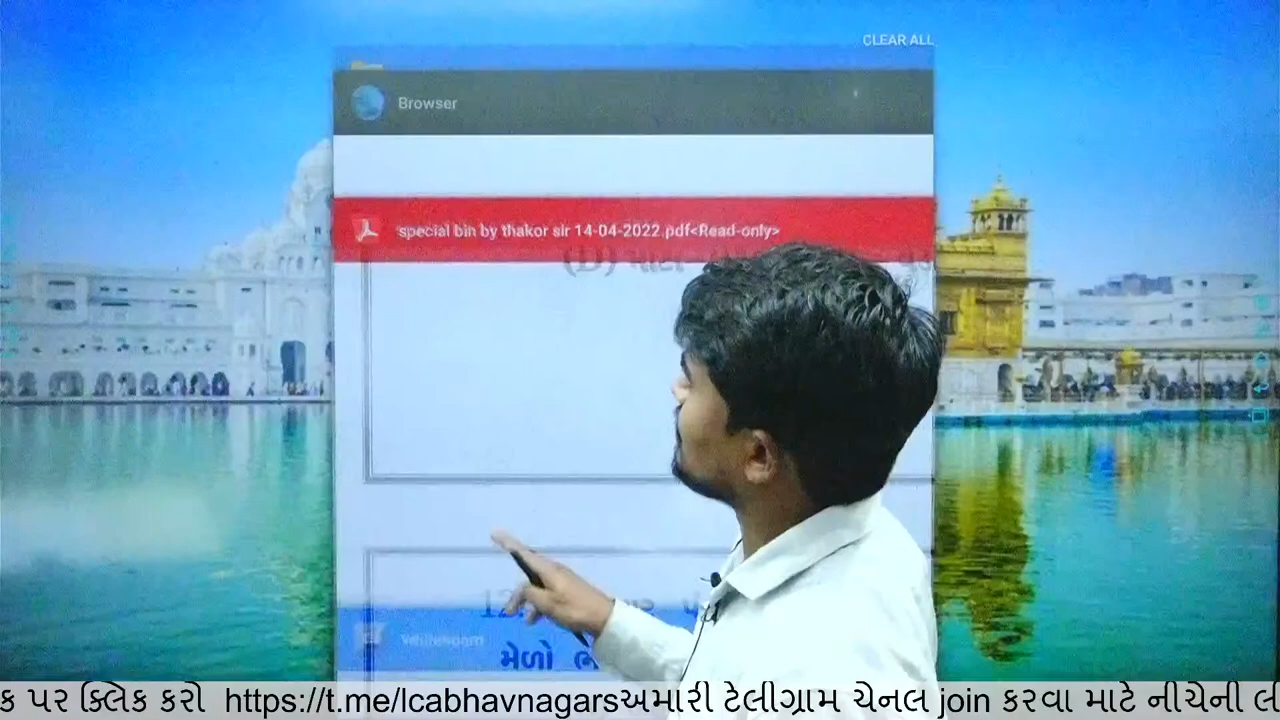 CLEAR ALL
Browser
special bin by thakor sir 14-04-2022.pdf<Read-only>
(D)
12.
મેળો
ક પર ક્લિક કરો https://t.me/lcabhavnagarsઅમારી ટેલીગ્રામ ચેનલ join કરવા માટે નીચેની લી